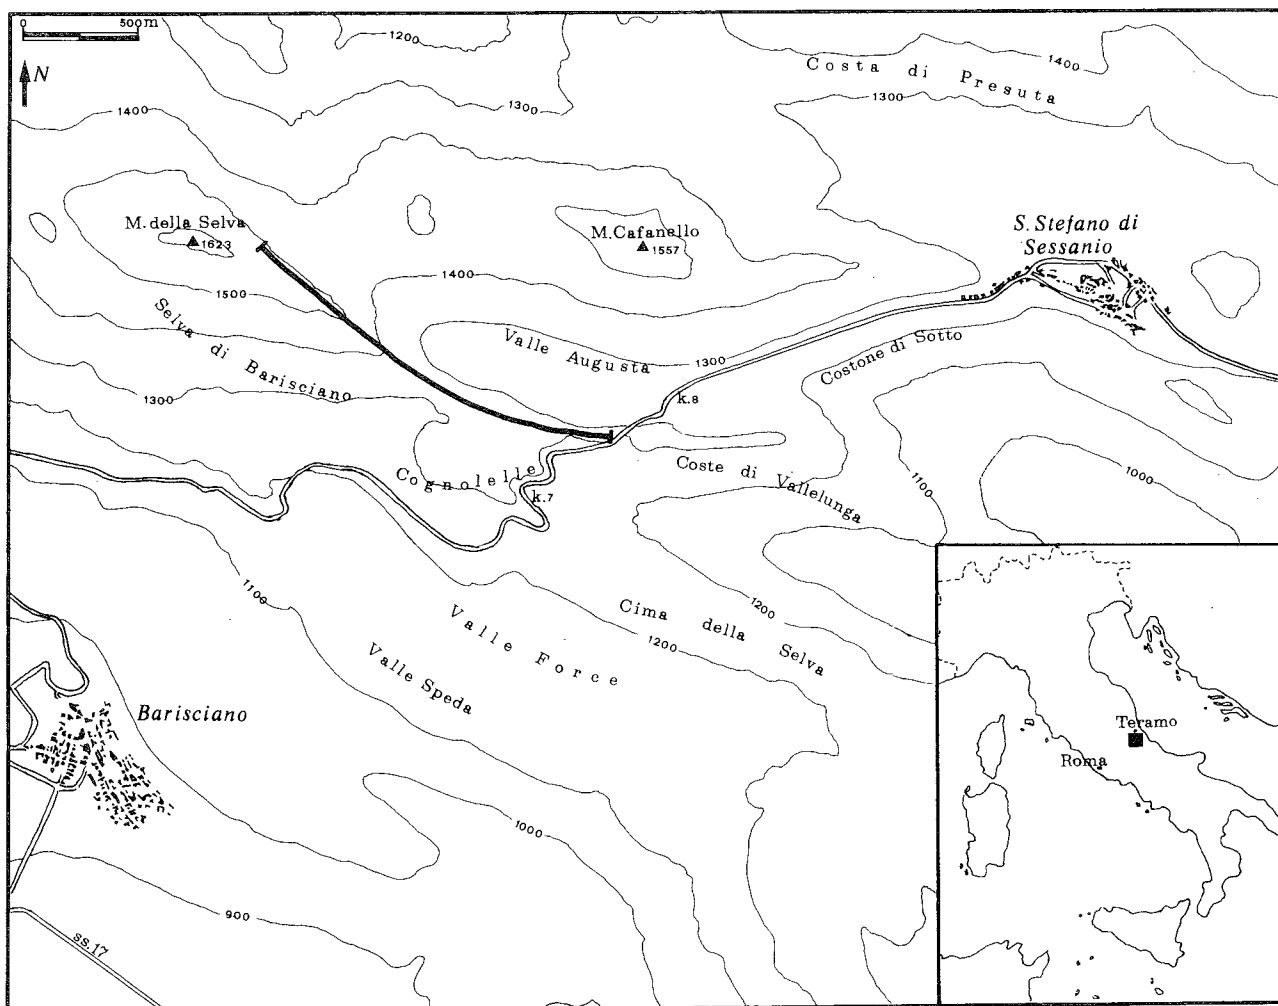 0 500m
N
1200
1400
Costa di Presuta
1400
1300
1300
M. della Selva
1623
M. Cafanello
1557
S. Stefano di
Sessanio
1400
1500
Selva di Barisciano
Valle Augusta
1300
Costone di Sotto
1300
k.8
Cognolelle
k.7
Coste di Vallelunga
1100
1000
1100
Valle Force
Cima della Selva
1200
1200
Valle Speda
Barisciano
1000
900
ss.17
Teramo
Roma